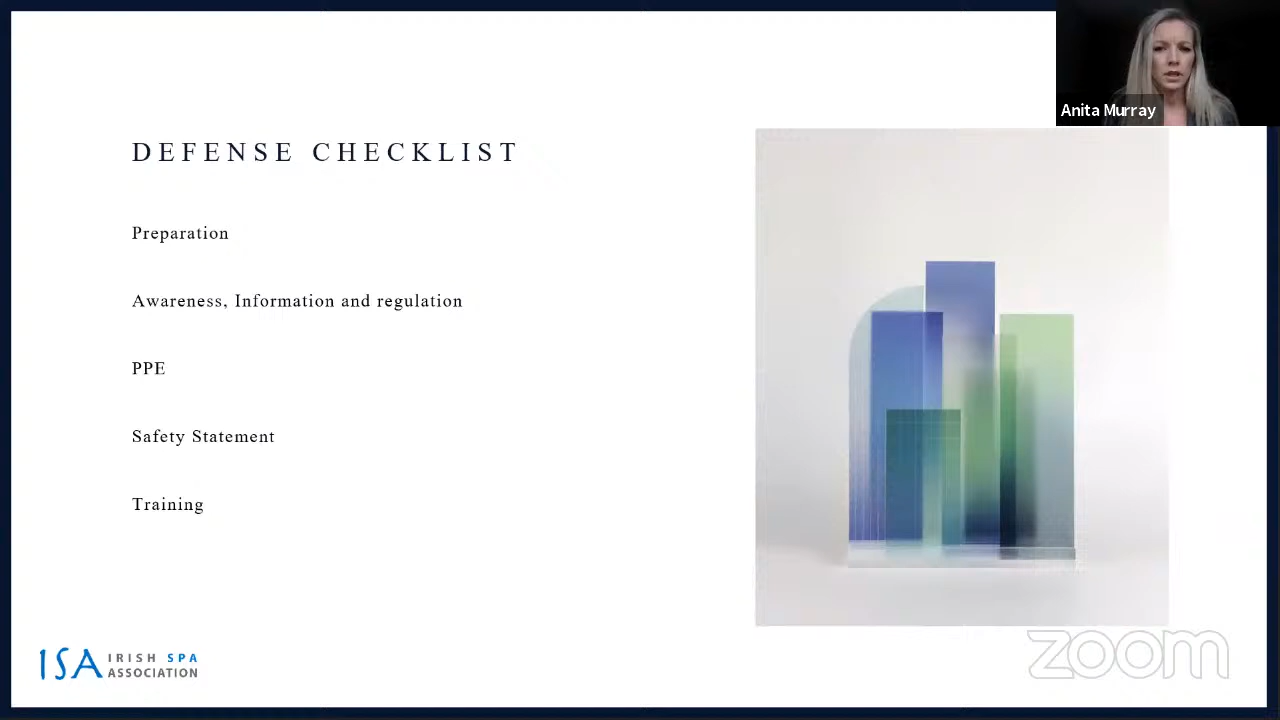 Anita Murray
DEFENSE CHECKLIST
Preparation
Awareness, Information and regulation
PPE
Safety Statement
Training
ISA IRISH SPA
ASSOCIATION
zoom